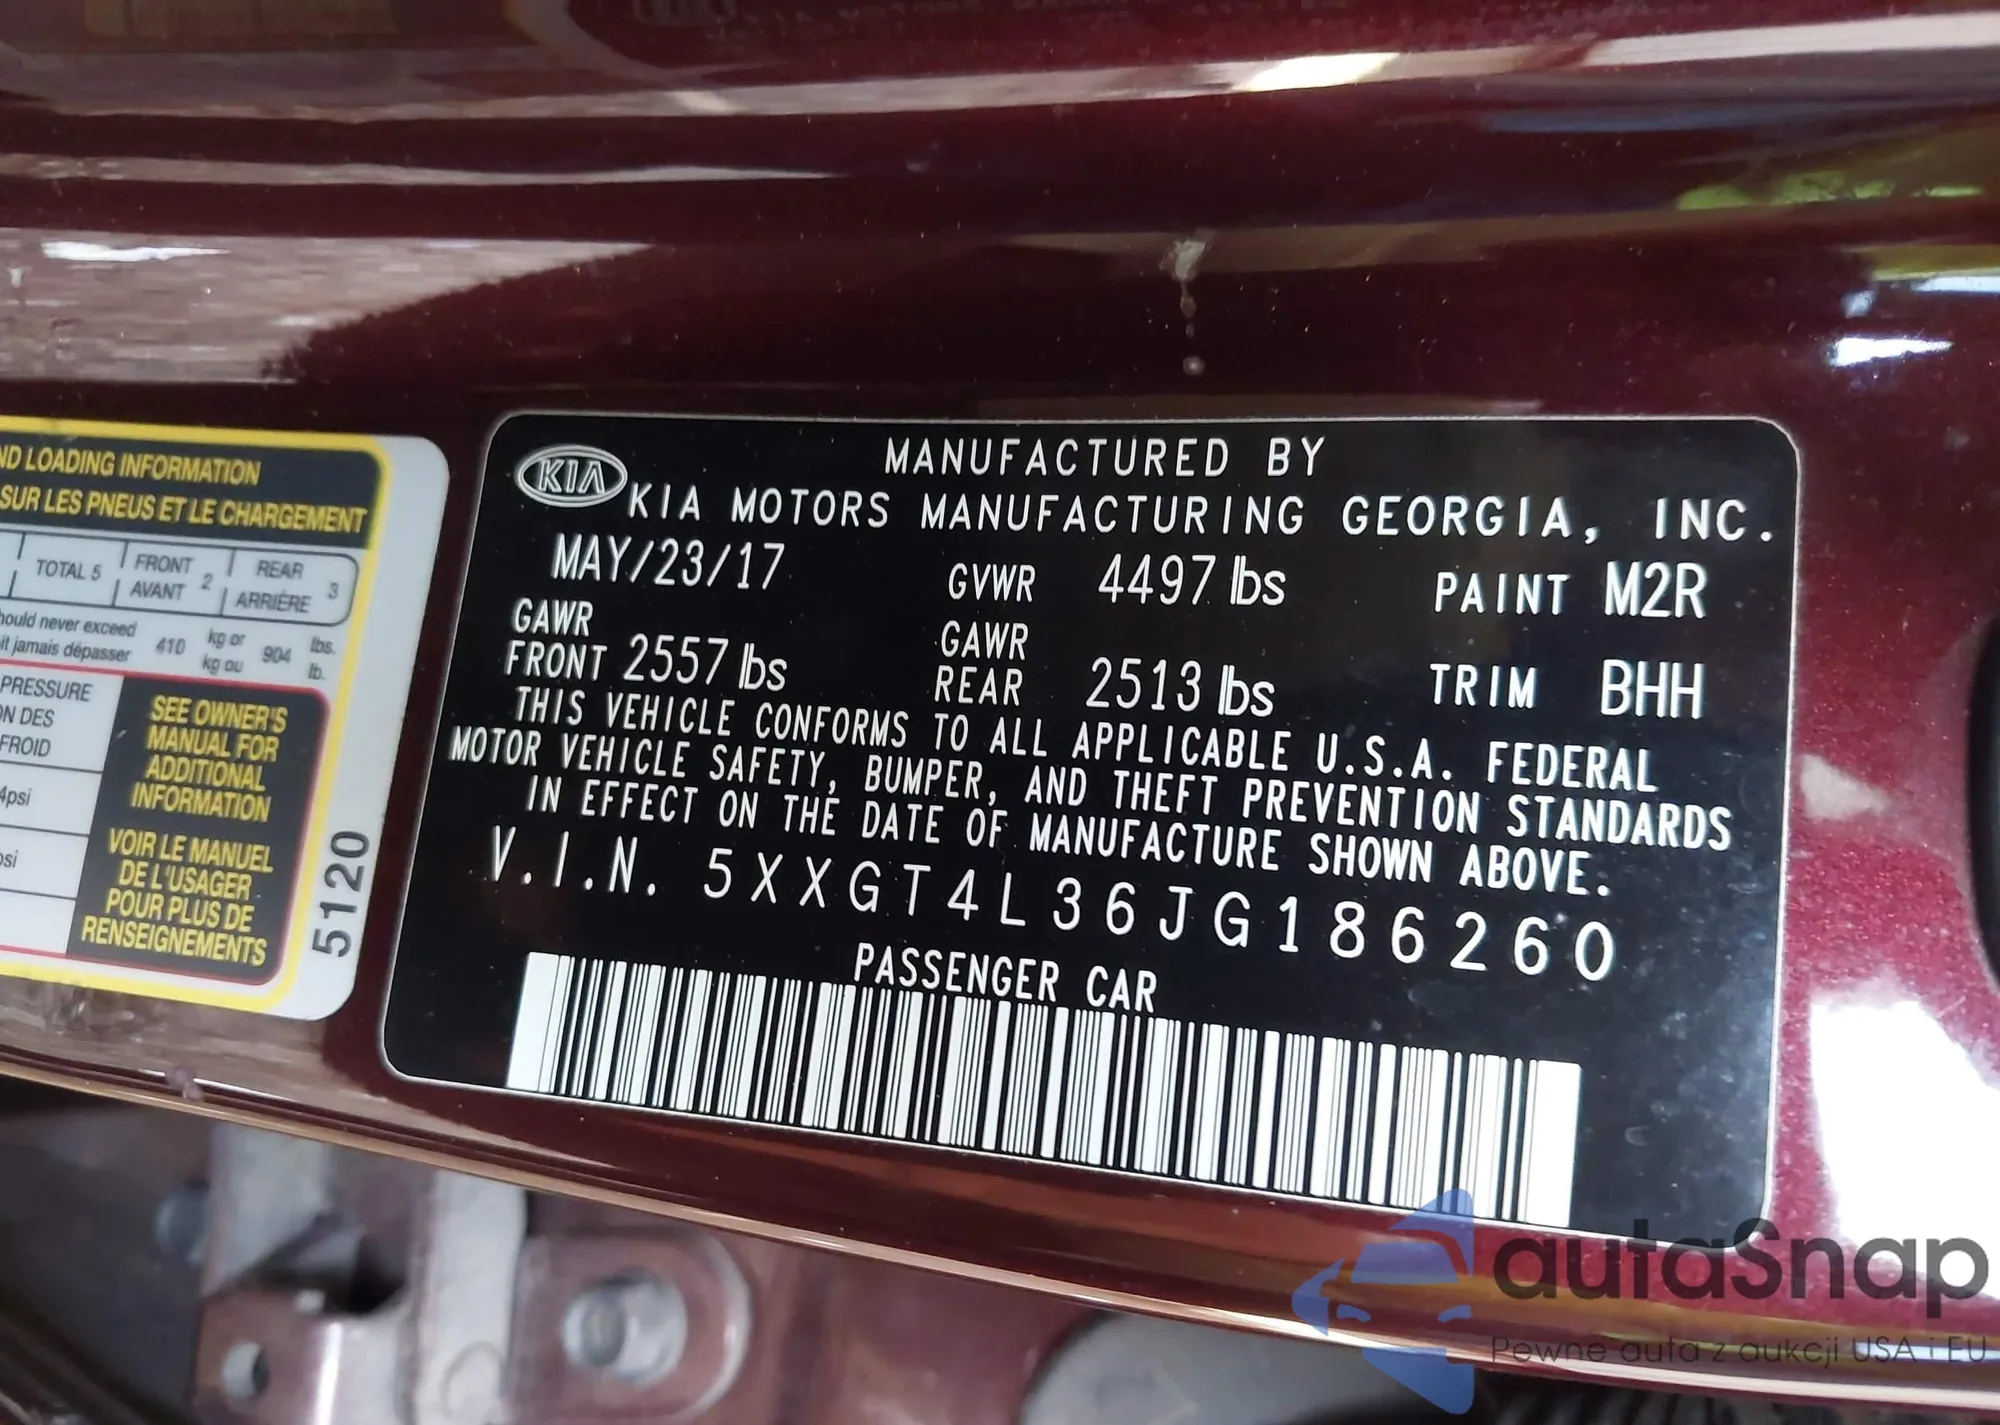 ND LOADING INFORMATION
SUR LES PNEUS ET LE CHARGEMENT
TOTAL 5
FRONT
AVANT 2
REAR
ARRIÈRE 3
should never exceed
jamais dépasser
410
kg or
kg ou
904
lbs.
lb.
PRESSURE
DES
FROID
SEE OWNER'S
MANUAL FOR
ADDITIONAL
INFORMATION
VOIR LE MANUEL
DE L'USAGER
POUR PLUS DE
RENSEIGNEMENTS
5120
KIA
MANUFACTURED BY
KIA MOTORS MANUFACTURING GEORGIA, INC.
MAY/23/17 GVWR 4497 lbs PAINT M2R
GAWR
FRONT 2557 lbs
GAWR
REAR 2513 lbs
TRIM BHH
THIS VEHICLE CONFORMS TO ALL APPLICABLE U.S.A. FEDERAL
MOTOR VEHICLE SAFETY, BUMPER, AND THEFT PREVENTION STANDARDS
IN EFFECT ON THE DATE OF MANUFACTURE SHOWN ABOVE.
V.I.N. 5XXGT4L36JG186260
PASSENGER CAR
autaSnap
Pewne auta z aukcji USA i EU